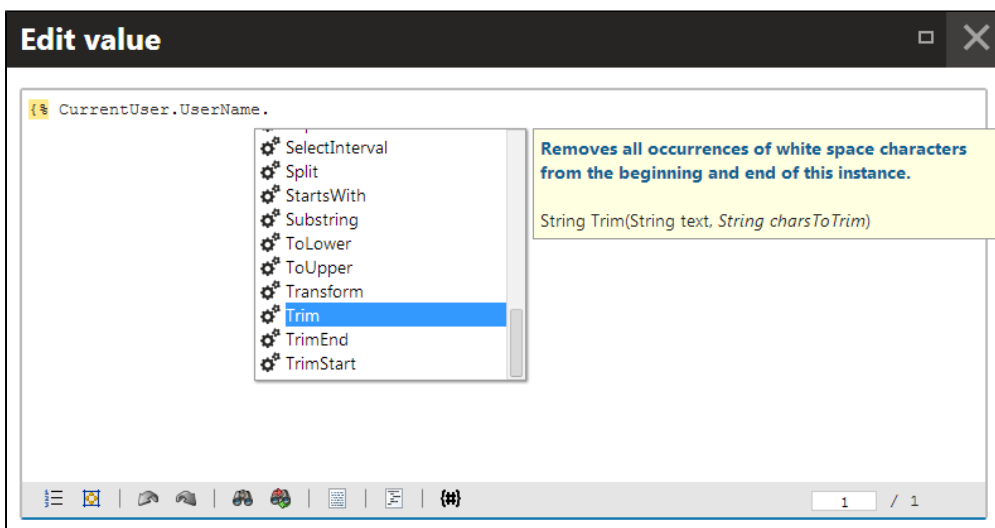 Edit value
{% CurrentUser.UserName.
SelectInterval
Split
StartsWith
Substring
ToLower
ToUpper
Transform
Trim
TrimEnd
TrimStart
Removes all occurrences of white space characters
from the beginning and end of this instance.
String Trim(String text, String charsToTrim)
{#}
1 / 1